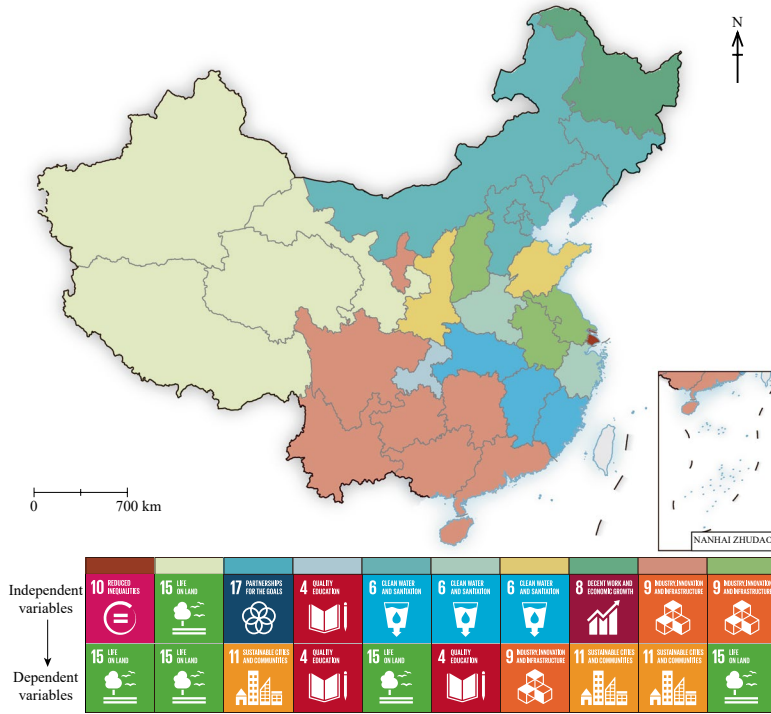 N
0
700 km
NANHAI ZHUDAO
Independent
variables
Dependent
variables
10 REDUCED
INEQUALITIES
15 LIFE
ON LAND
17 PARTNERSHIPS
FOR THE GOALS
4 QUALITY
EDUCATION
6 CLEAN WATER
AND SANITATION
6 CLEAN WATER
AND SANITATION
6 CLEAN WATER
AND SANITATION
8 DECENT WORK AND
ECONOMIC GROWTH
9 INDUSTRY, INNOVATION
AND INFRASTRUCTURE
9 INDUSTRY, INNOVATION
AND INFRASTRUCTURE
15 LIFE
ON LAND
15 LIFE
ON LAND
11 SUSTAINABLE CITIES
AND COMMUNITIES
4 QUALITY
EDUCATION
15 LIFE
ON LAND
4 QUALITY
EDUCATION
9 INDUSTRY, INNOVATION
AND INFRASTRUCTURE
11 SUSTAINABLE CITIES
AND COMMUNITIES
11 SUSTAINABLE CITIES
AND COMMUNITIES
15 LIFE
ON LAND